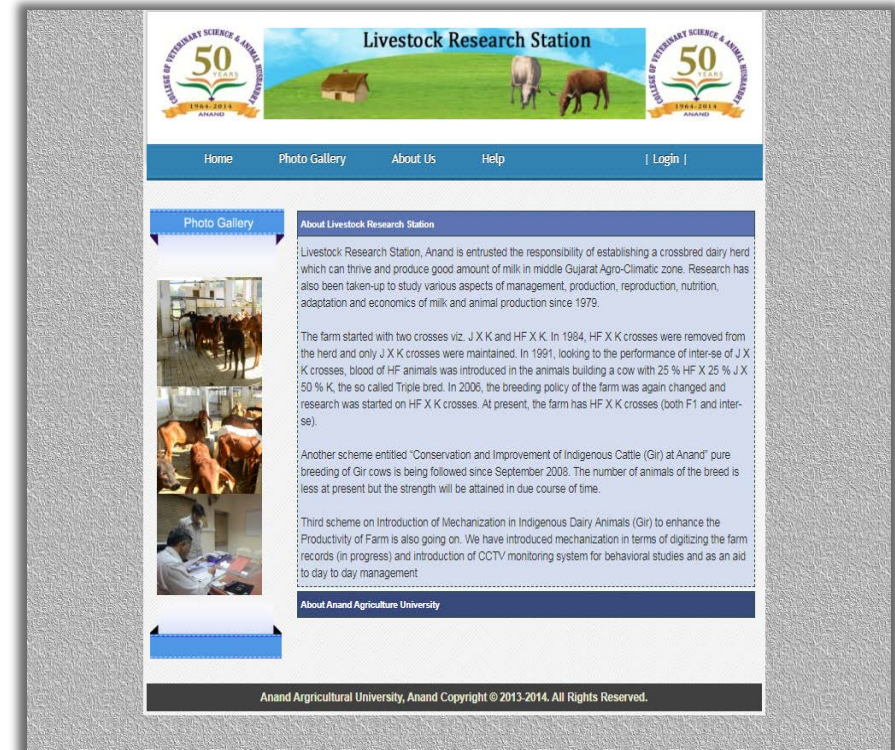 COLLEGE OF VETERINARY SCIENCE & ANIMAL HUSBANDRY
50
YEARS
1964-2014
ANAND
Livestock Research Station
COLLEGE OF VETERINARY SCIENCE & ANIMAL HUSBANDRY
50
YEARS
1964-2014
ANAND
Home Photo Gallery About Us Help | Login |
Photo Gallery
About Livestock Research Station
Livestock Research Station, Anand is entrusted the responsibility of establishing a crossbred dairy herd
which can thrive and produce good amount of milk in middle Gujarat Agro-Climatic zone. Research has
also been taken-up to study various aspects of management, production, reproduction, nutrition,
adaptation and economics of milk and animal production since 1979.
The farm started with two crosses viz. J X K and HF X K. In 1984, HF X K crosses were removed from
the herd and only J X K crosses were maintained. In 1991, looking to the performance of inter-se of J X
K crosses, blood of HF animals was introduced in the animals building a cow with 25 % HF X 25 % J X
50 % K, the so called Triple bred. In 2006, the breeding policy of the farm was again changed and
research was started on HF X K crosses. At present, the farm has HF X K crosses (both F1 and inter-
se).
Another scheme entitled “Conservation and Improvement of Indigenous Cattle (Gir) at Anand” pure
breeding of Gir cows is being followed since September 2008. The number of animals of the breed is
less at present but the strength will be attained in due course of time.
Third scheme on Introduction of Mechanization in Indigenous Dairy Animals (Gir) to enhance the
Productivity of Farm is also going on. We have introduced mechanization in terms of digitizing the farm
records (in progress) and introduction of CCTV monitoring system for behavioral studies and as an aid
to day to day management
About Anand Agriculture University
Anand Argricultural University, Anand Copyright © 2013-2014. All Rights Reserved.